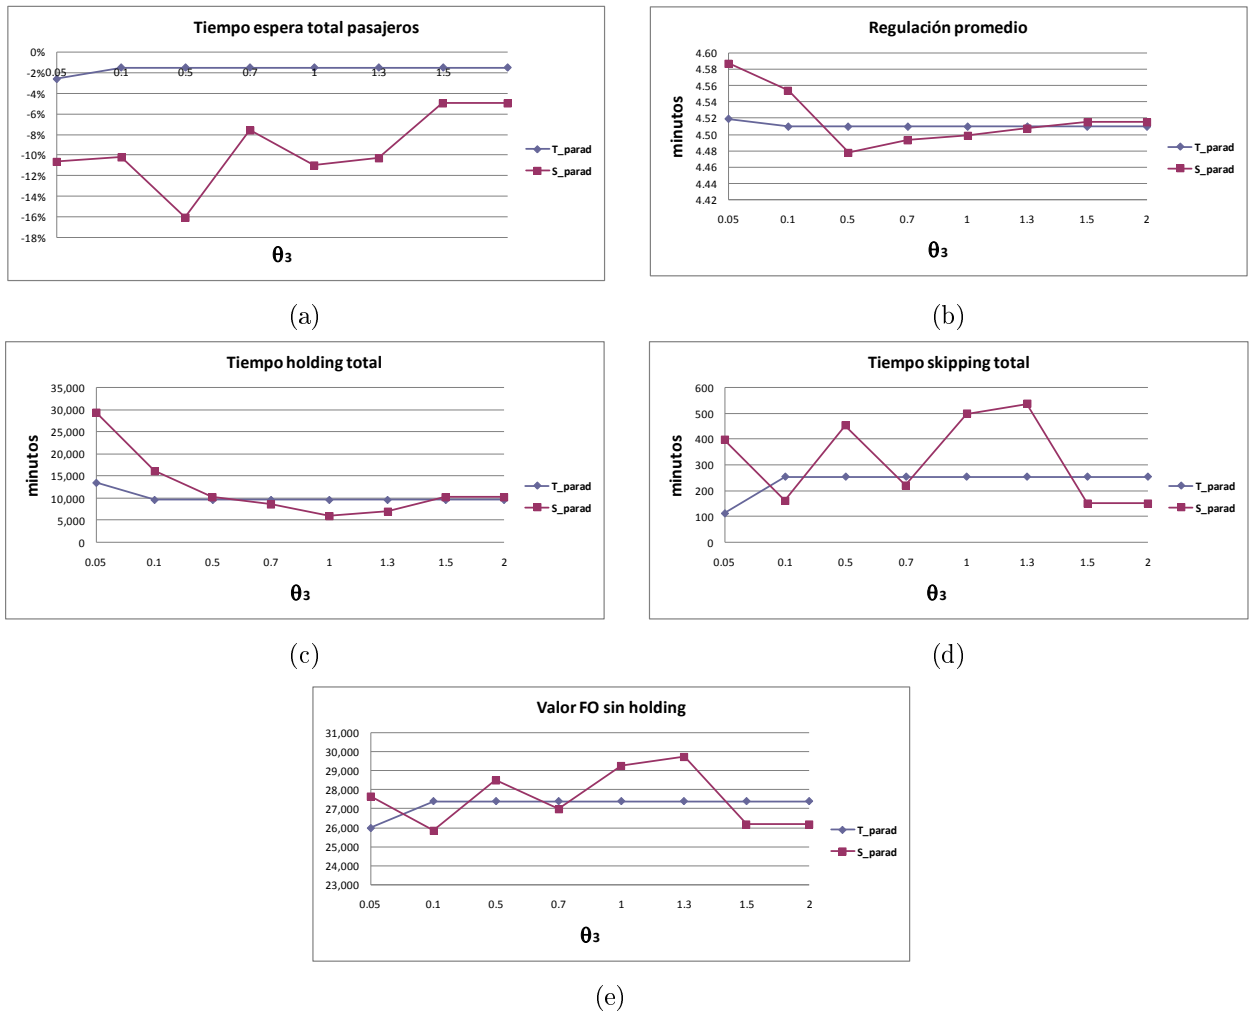 Tiempo espera total pasajeros
0%
-2%
-4%
-6%
-8%
-10%
-12%
-14%
-16%
-18%
0.05 0.1 0.5 0.7 1 1.3 1.5
θ3
T_parad
S_parad
(a)
Regulación promedio
minutos
4.60
4.58
4.56
4.54
4.52
4.50
4.48
4.46
4.44
4.42
0.05 0.1 0.5 0.7 1 1.3 1.5 2
θ3
T_parad
S_parad
(b)
Tiempo holding total
minutos
35,000
30,000
25,000
20,000
15,000
10,000
5,000
0
0.05 0.1 0.5 0.7 1 1.3 1.5 2
θ3
T_parad
S_parad
(c)
Tiempo skipping total
minutos
600
500
400
300
200
100
0
0.05 0.1 0.5 0.7 1 1.3 1.5 2
θ3
T_parad
S_parad
(d)
Valor FO sin holding
31,000
30,000
29,000
28,000
27,000
26,000
25,000
24,000
23,000
0.05 0.1 0.5 0.7 1 1.3 1.5 2
θ3
T_parad
S_parad
(e)